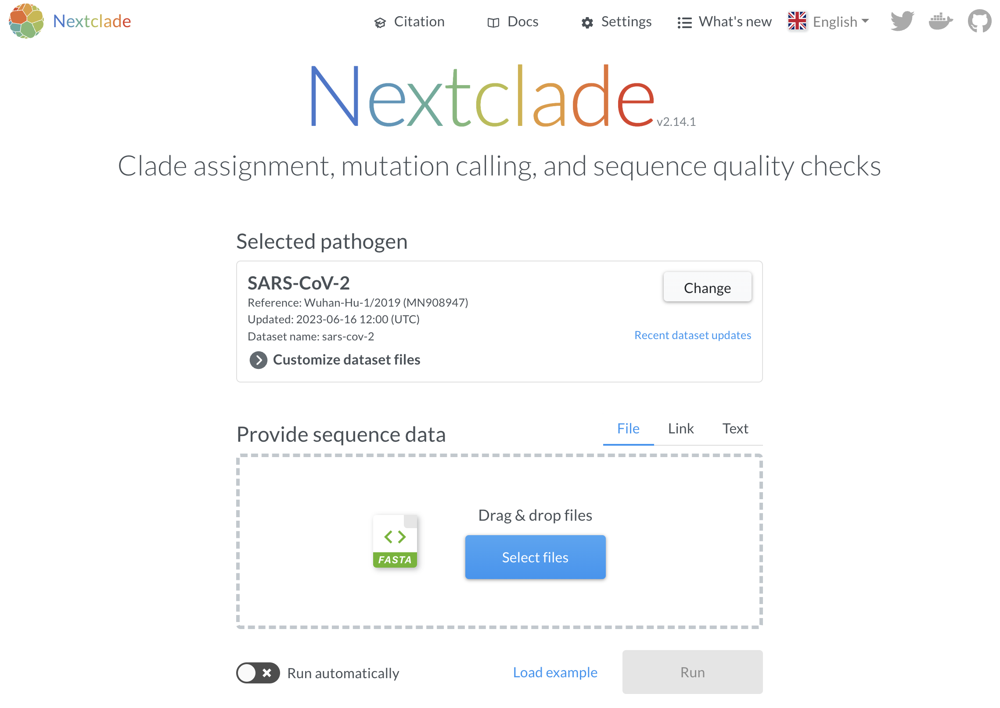 Nextclade
Citation
Docs
Settings
What's new
English
Nextclade v2.14.1
Clade assignment, mutation calling, and sequence quality checks
Selected pathogen
SARS-CoV-2
Change
Reference: Wuhan-Hu-1/2019 (MN908947)
Updated: 2023-06-16 12:00 (UTC)
Dataset name: sars-cov-2
Recent dataset updates
Customize dataset files
Provide sequence data
File
Link
Text
Drag & drop files
FASTA
Select files
Run automatically
Load example
Run